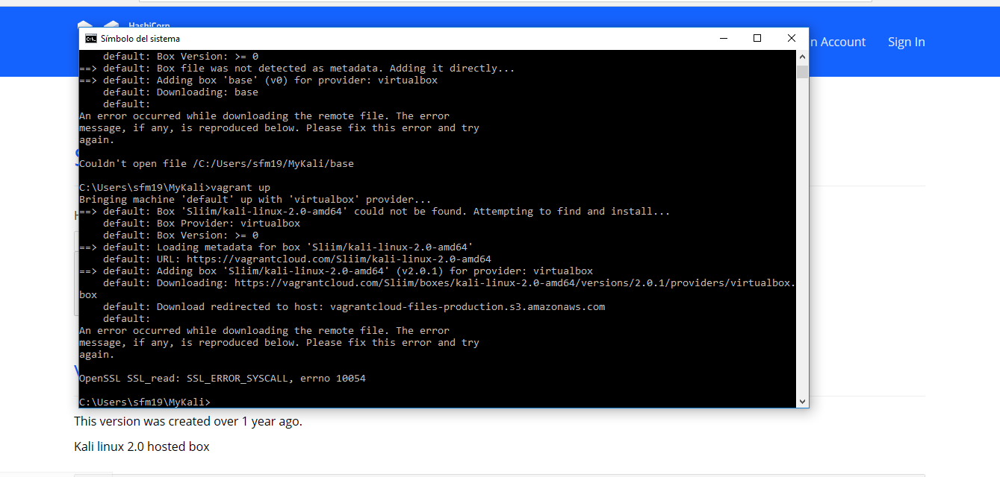 HashiCorp
Símbolo del sistema
n Account
Sign In
default: Box Version: >= 0
==> default: Box file was not detected as metadata. Adding it directly...
==> default: Adding box 'base' (v0) for provider: virtualbox
default: Downloading: base
default:
An error occurred while downloading the remote file. The error
message, if any, is reproduced below. Please fix this error and try
again.
Couldn't open file /C:/Users/sfm19/MyKali/base
C:\Users\sfm19\MyKali>vagrant up
Bringing machine 'default' up with 'virtualbox' provider...
==> default: Box 'Sliim/kali-linux-2.0-amd64' could not be found. Attempting to find and install...
default: Box Provider: virtualbox
default: Box Version: >= 0
==> default: Loading metadata for box 'Sliim/kali-linux-2.0-amd64'
default: URL: https://vagrantcloud.com/Sliim/kali-linux-2.0-amd64
==> default: Adding box 'Sliim/kali-linux-2.0-amd64' (v2.0.1) for provider: virtualbox
default: Downloading: https://vagrantcloud.com/Sliim/boxes/kali-linux-2.0-amd64/versions/2.0.1/providers/virtualbox.
box
default: Download redirected to host: vagrantcloud-files-production.s3.amazonaws.com
default:
An error occurred while downloading the remote file. The error
message, if any, is reproduced below. Please fix this error and try
again.
OpenSSL SSL_read: SSL_ERROR_SYSCALL, errno 10054
C:\Users\sfm19\MyKali>
This version was created over 1 year ago.
Kali linux 2.0 hosted box